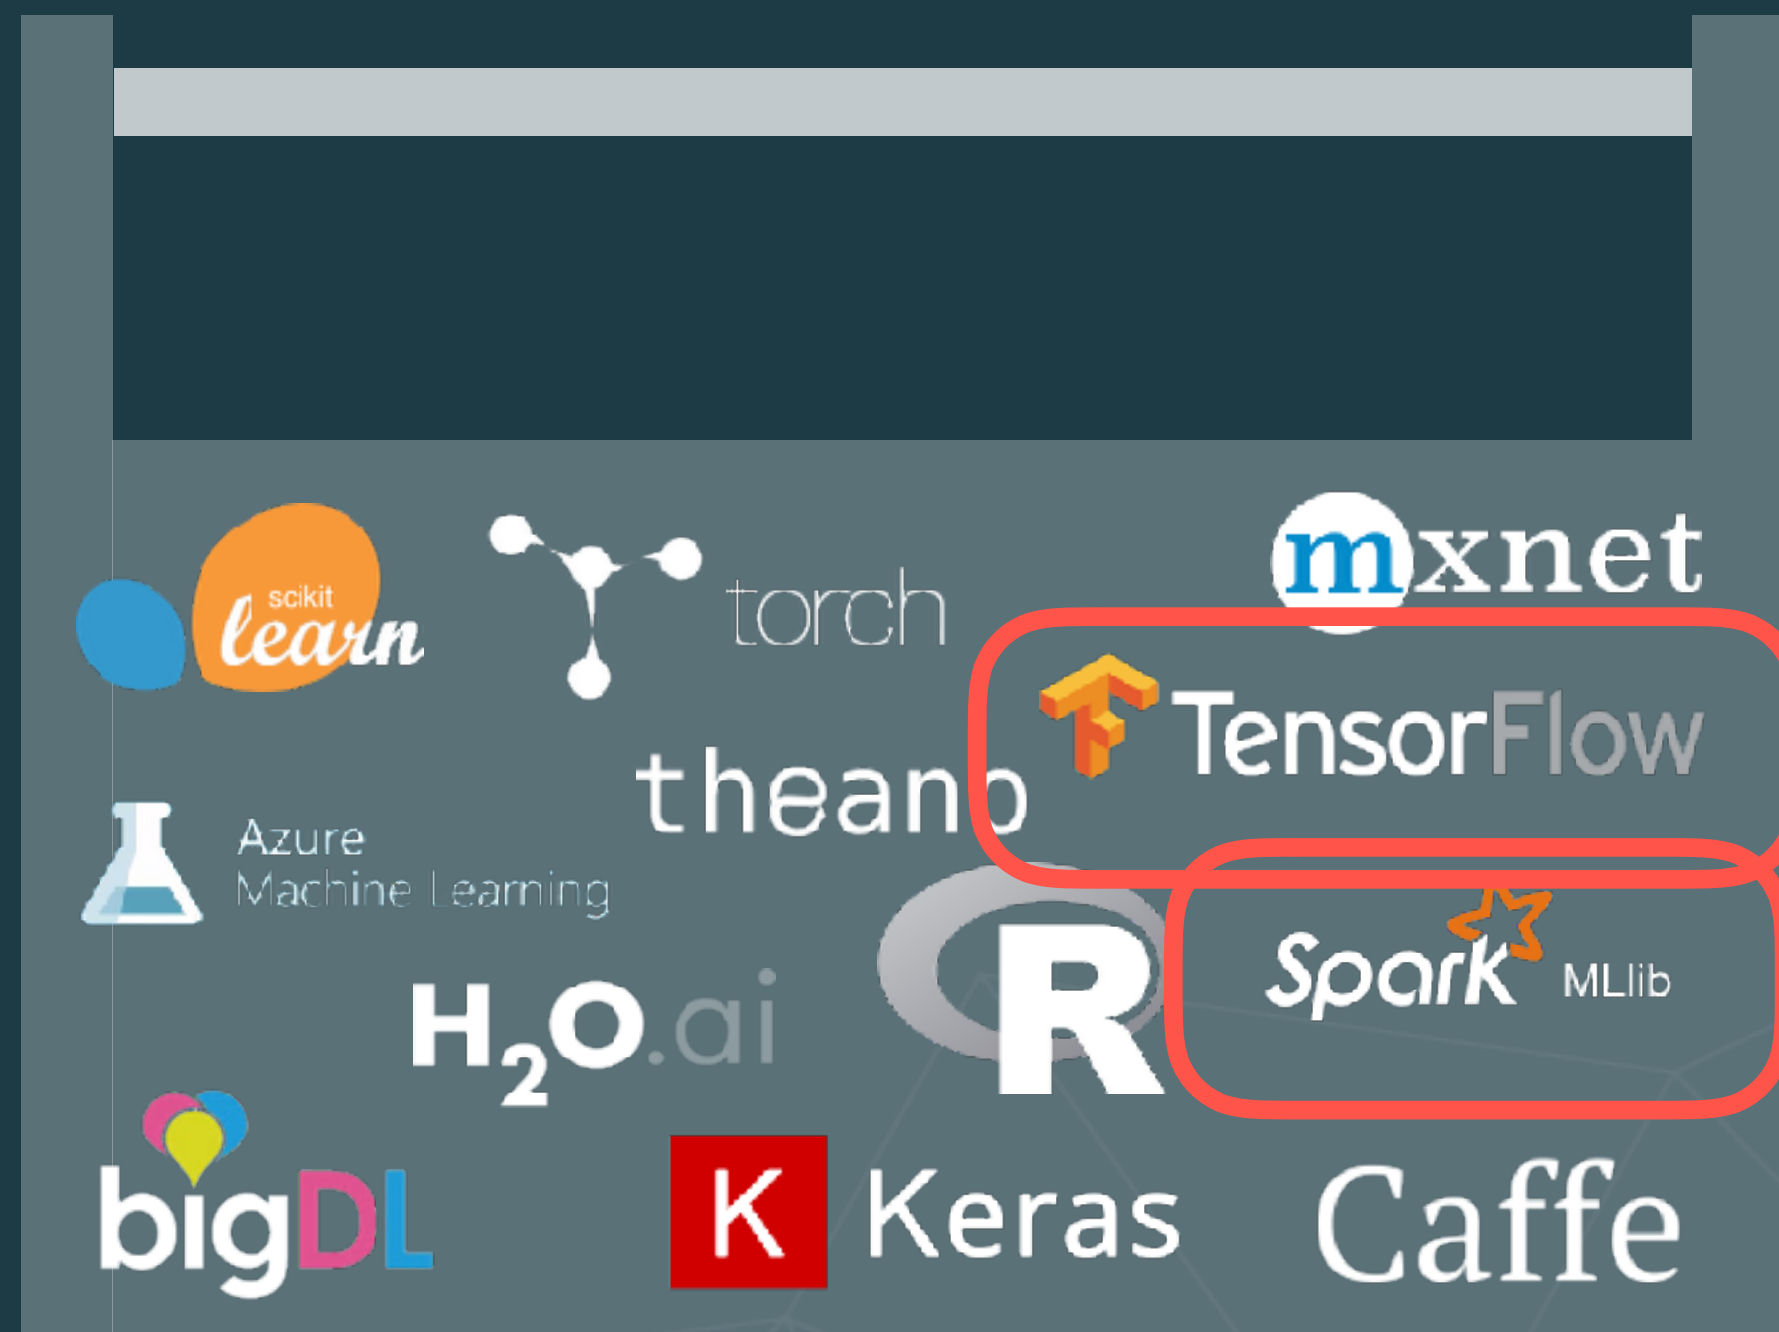 scikit
learn
torch
mxnet
TensorFlow
theano
Azure
Machine Learning
R
Spark MLlib
H2O.ai
bigDL
K Keras
Caffe